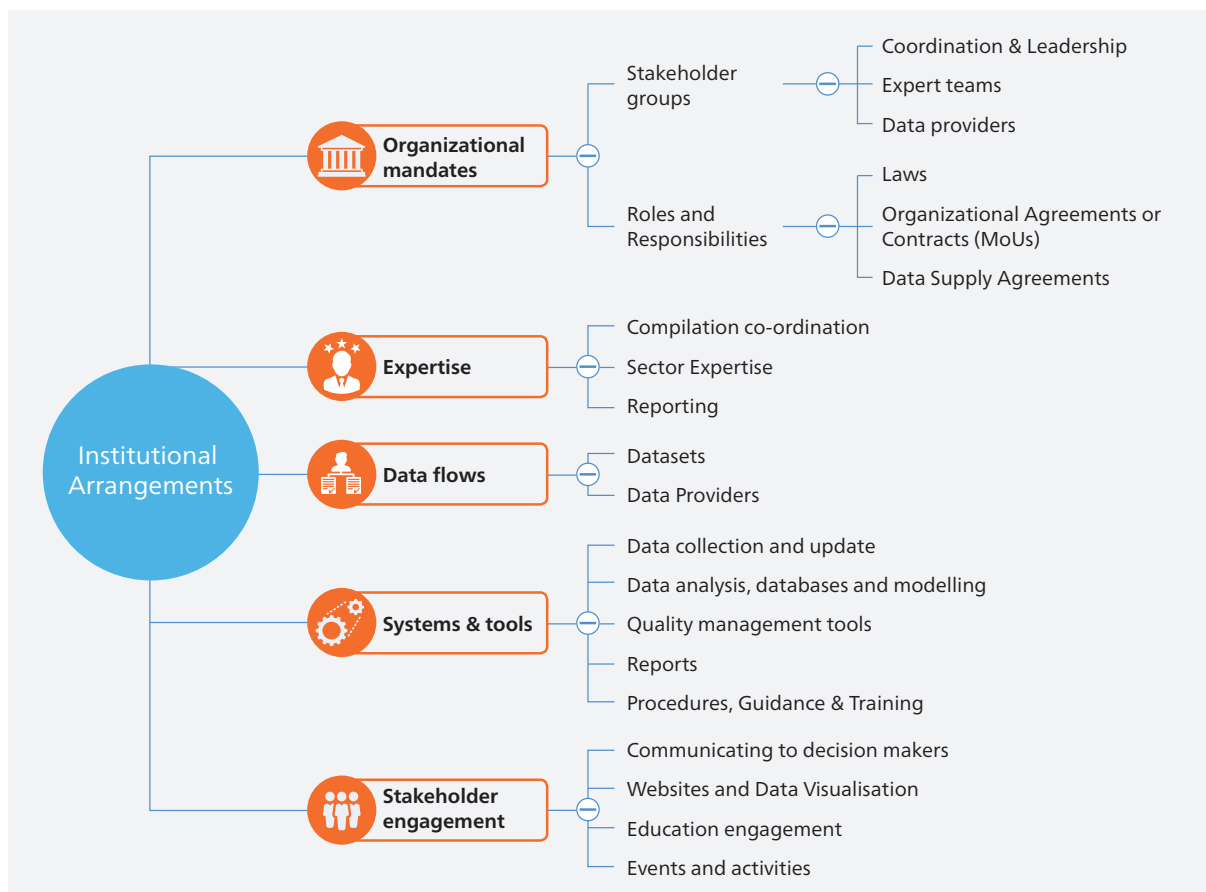 Institutional
Arrangements
Organizational
mandates
Stakeholder
groups
Coordination & Leadership
Expert teams
Data providers
Roles and
Responsibilities
Laws
Organizational Agreements or
Contracts (MoUs)
Data Supply Agreements
Expertise
Compilation co-ordination
Sector Expertise
Reporting
Data flows
Datasets
Data Providers
Systems & tools
Data collection and update
Data analysis, databases and modelling
Quality management tools
Reports
Procedures, Guidance & Training
Stakeholder
engagement
Communicating to decision makers
Websites and Data Visualisation
Education engagement
Events and activities